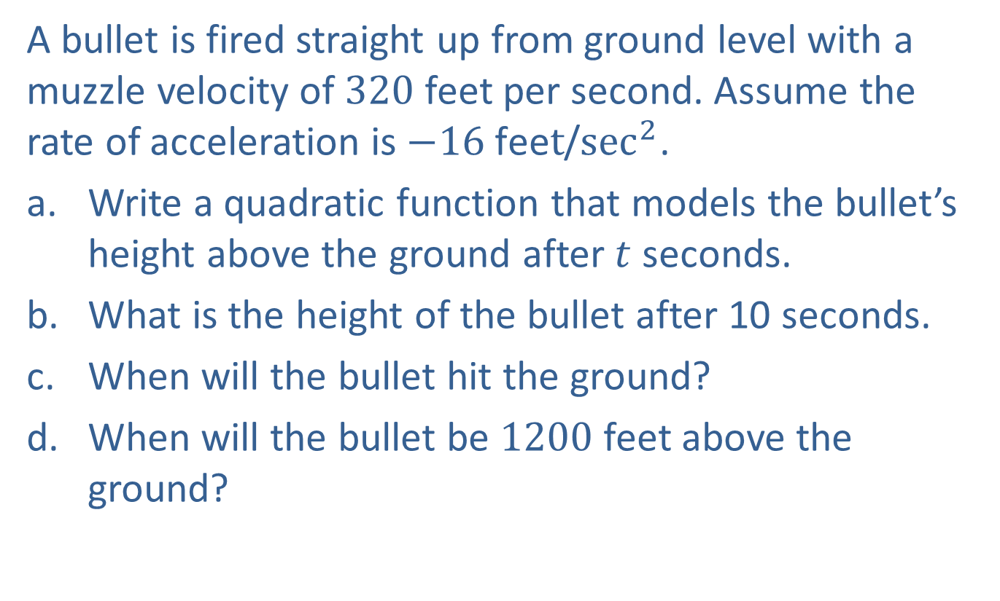 A bullet is fired straight up from ground level with a
muzzle velocity of 320 feet per second. Assume the
rate of acceleration is −16 feet/sec².
a. Write a quadratic function that models the bullet’s
height above the ground after t seconds.
b. What is the height of the bullet after 10 seconds.
c. When will the bullet hit the ground?
d. When will the bullet be 1200 feet above the
ground?